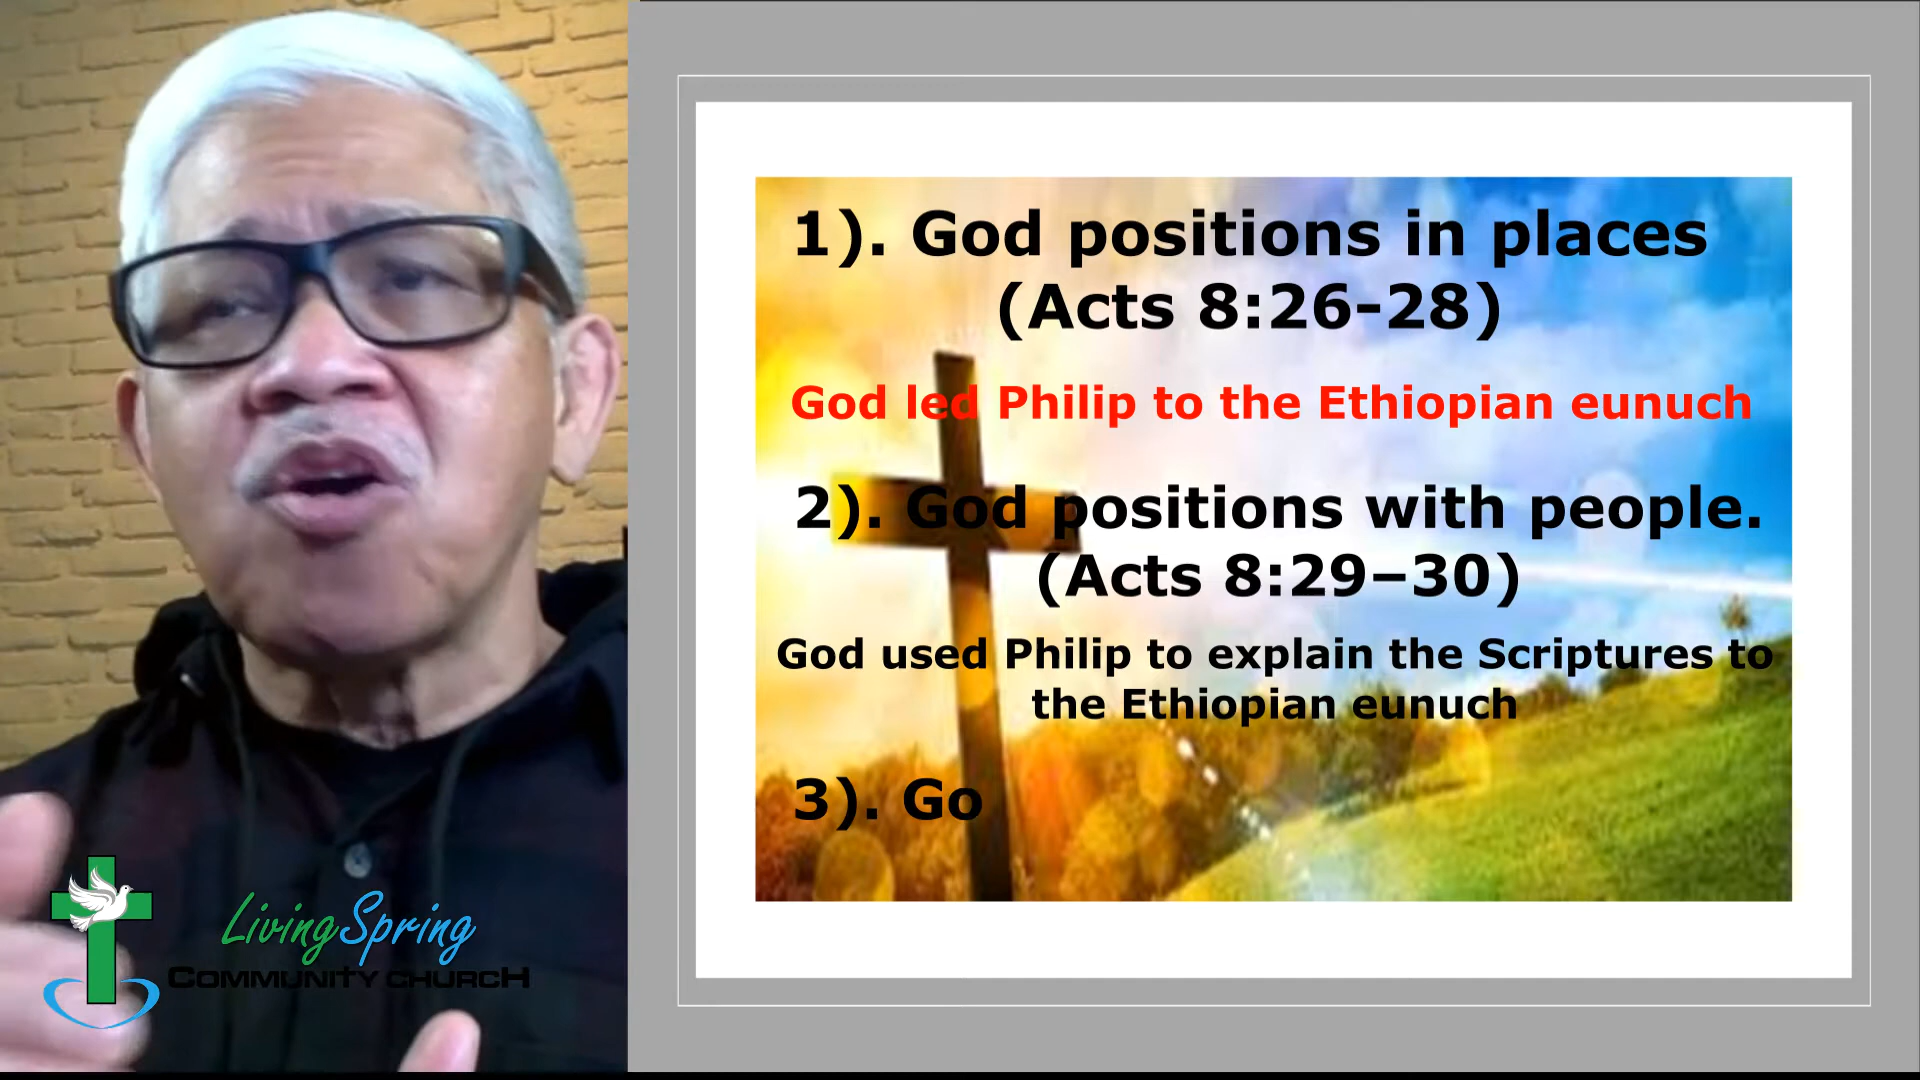 1). God positions in places
(Acts 8:26-28)
God led Philip to the Ethiopian eunuch
2). God positions with people.
(Acts 8:29–30)
God used Philip to explain the Scriptures to
the Ethiopian eunuch
3). Go
LivingSpring
COMMUNITY CHURCH